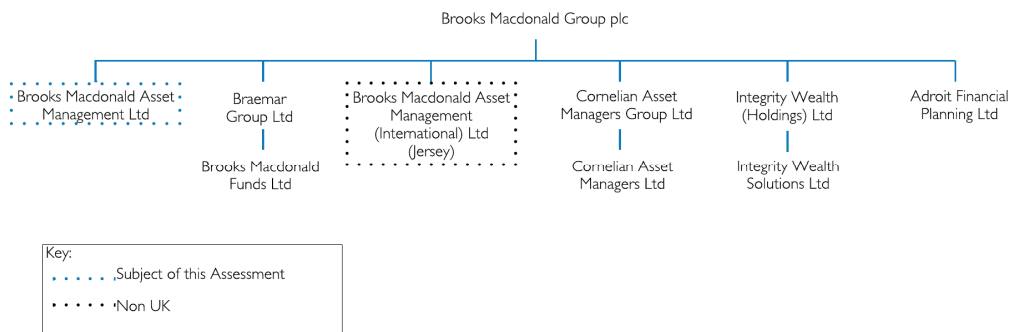 Brooks Macdonald Group plc
Brooks Macdonald Asset
Management Ltd
Braemar
Group Ltd
Brooks Macdonald
Funds Ltd
Brooks Macdonald Asset
Management
(International) Ltd
(Jersey)
Cornelian Asset
Managers Group Ltd
Cornelian Asset
Managers Ltd
Integrity Wealth
(Holdings) Ltd
Integrity Wealth
Solutions Ltd
Adroit Financial
Planning Ltd
Key:
Subject of this Assessment
Non UK